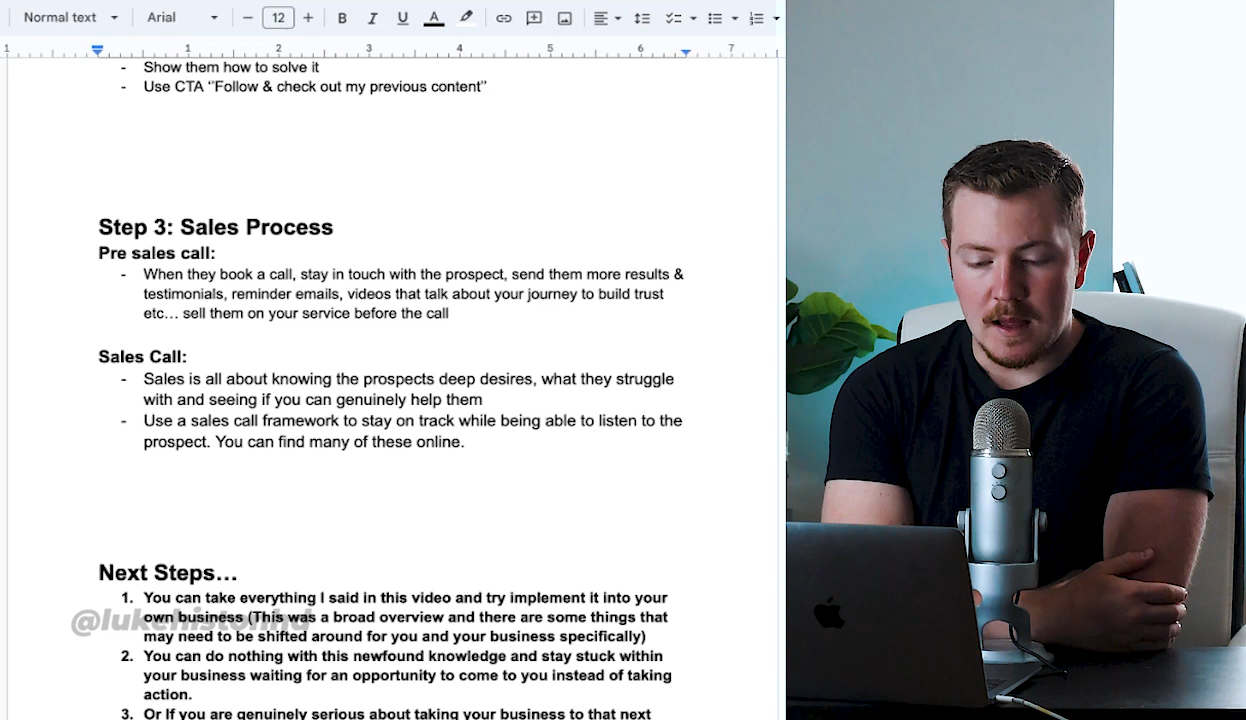 Normal text
Arial
12
B
I
U
A
1
1
2
3
4
5
6
7
- Show them how to solve it
- Use CTA ‘’Follow & check out my previous content’’
Step 3: Sales Process
Pre sales call:
- When they book a call, stay in touch with the prospect, send them more results &
testimonials, reminder emails, videos that talk about your journey to build trust
etc… sell them on your service before the call
Sales Call:
- Sales is all about knowing the prospects deep desires, what they struggle
with and seeing if you can genuinely help them
- Use a sales call framework to stay on track while being able to listen to the
prospect. You can find many of these online.
Next Steps…
1. You can take everything I said in this video and try implement it into your
own business (This was a broad overview and there are some things that
may need to be shifted around for you and your business specifically)
2. You can do nothing with this newfound knowledge and stay stuck within
your business waiting for an opportunity to come to you instead of taking
action.
3. Or If you are genuinely serious about taking your business to that next